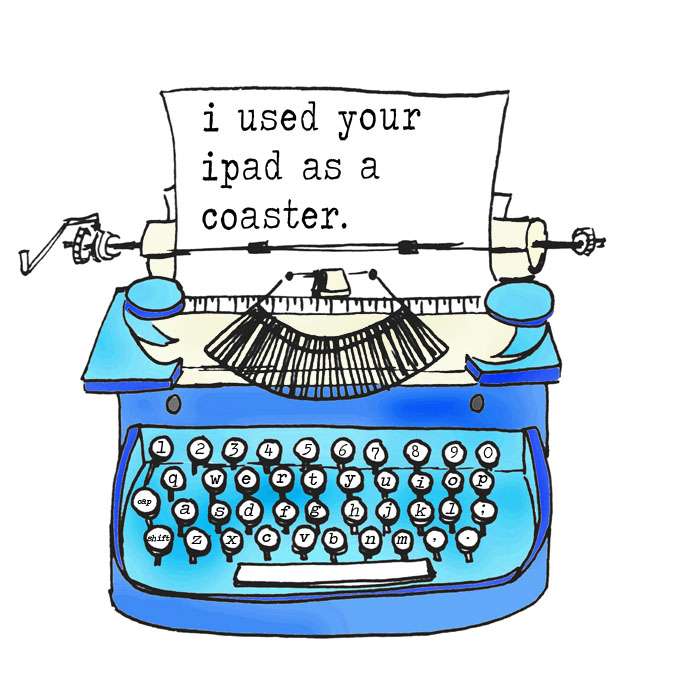 i used your
ipad as a
coaster.
1 2 3 4 5 6 7 8 9 0
q w e r t y u i o p
cap a s d f g h j k l ;
shift z x c v b n m , .